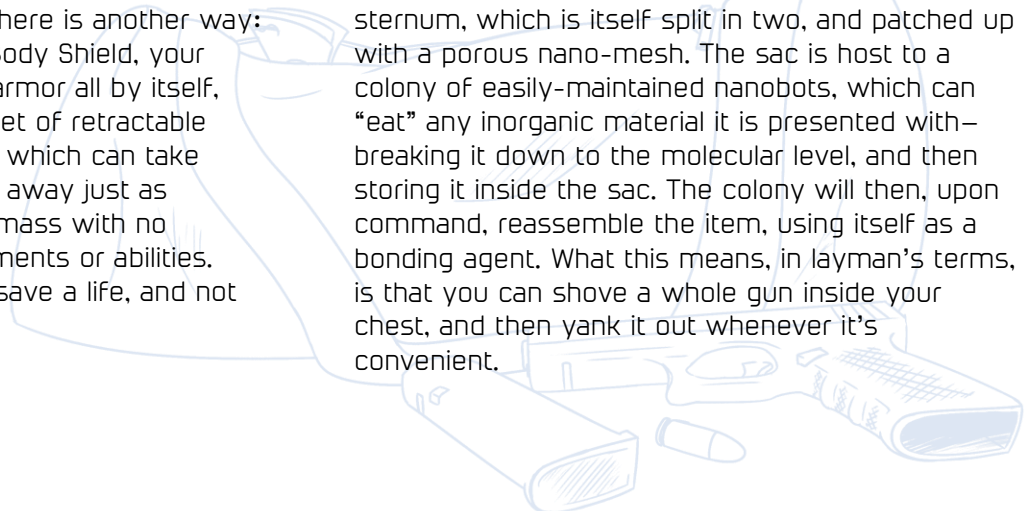 here is another way:
Body Shield, your
armor all by itself,
et of retractable
which can take
away just as
mass with no
ments or abilities.
save a life, and not
sternum, which is itself split in two, and patched up
with a porous nano-mesh. The sac is host to a
colony of easily-maintained nanobots, which can
“eat” any inorganic material it is presented with—
breaking it down to the molecular level, and then
storing it inside the sac. The colony will then, upon
command, reassemble the item, using itself as a
bonding agent. What this means, in layman’s terms,
is that you can shove a whole gun inside your
chest, and then yank it out whenever it’s
convenient.